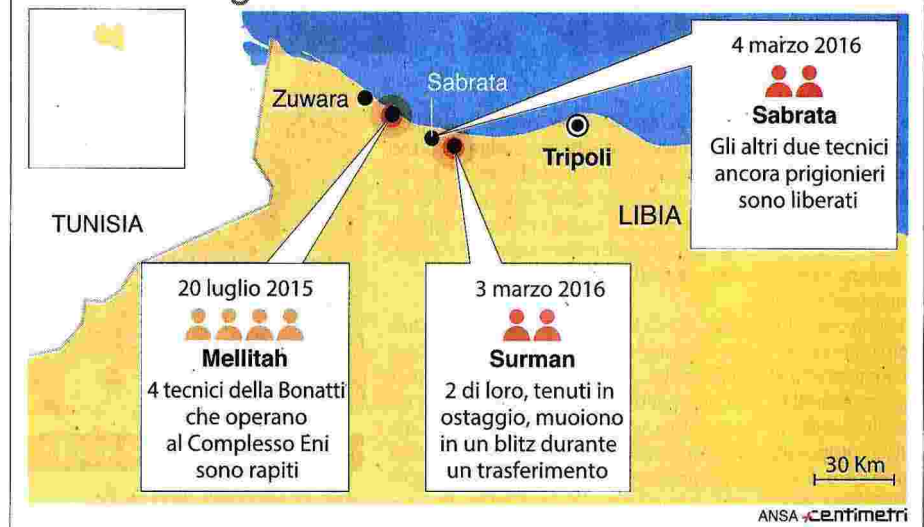 Zuwara
Sabrata
Tripoli
TUNISIA
LIBIA
20 luglio 2015
Mellitah
4 tecnici della Bonatti
che operano
al Complesso Eni
sono rapiti
3 marzo 2016
Surman
2 di loro, tenuti in
ostaggio, muoiono
in un blitz durante
un trasferimento
4 marzo 2016
Sabrata
Gli altri due tecnici
ancora prigionieri
sono liberati
30 Km
ANSA centimetri